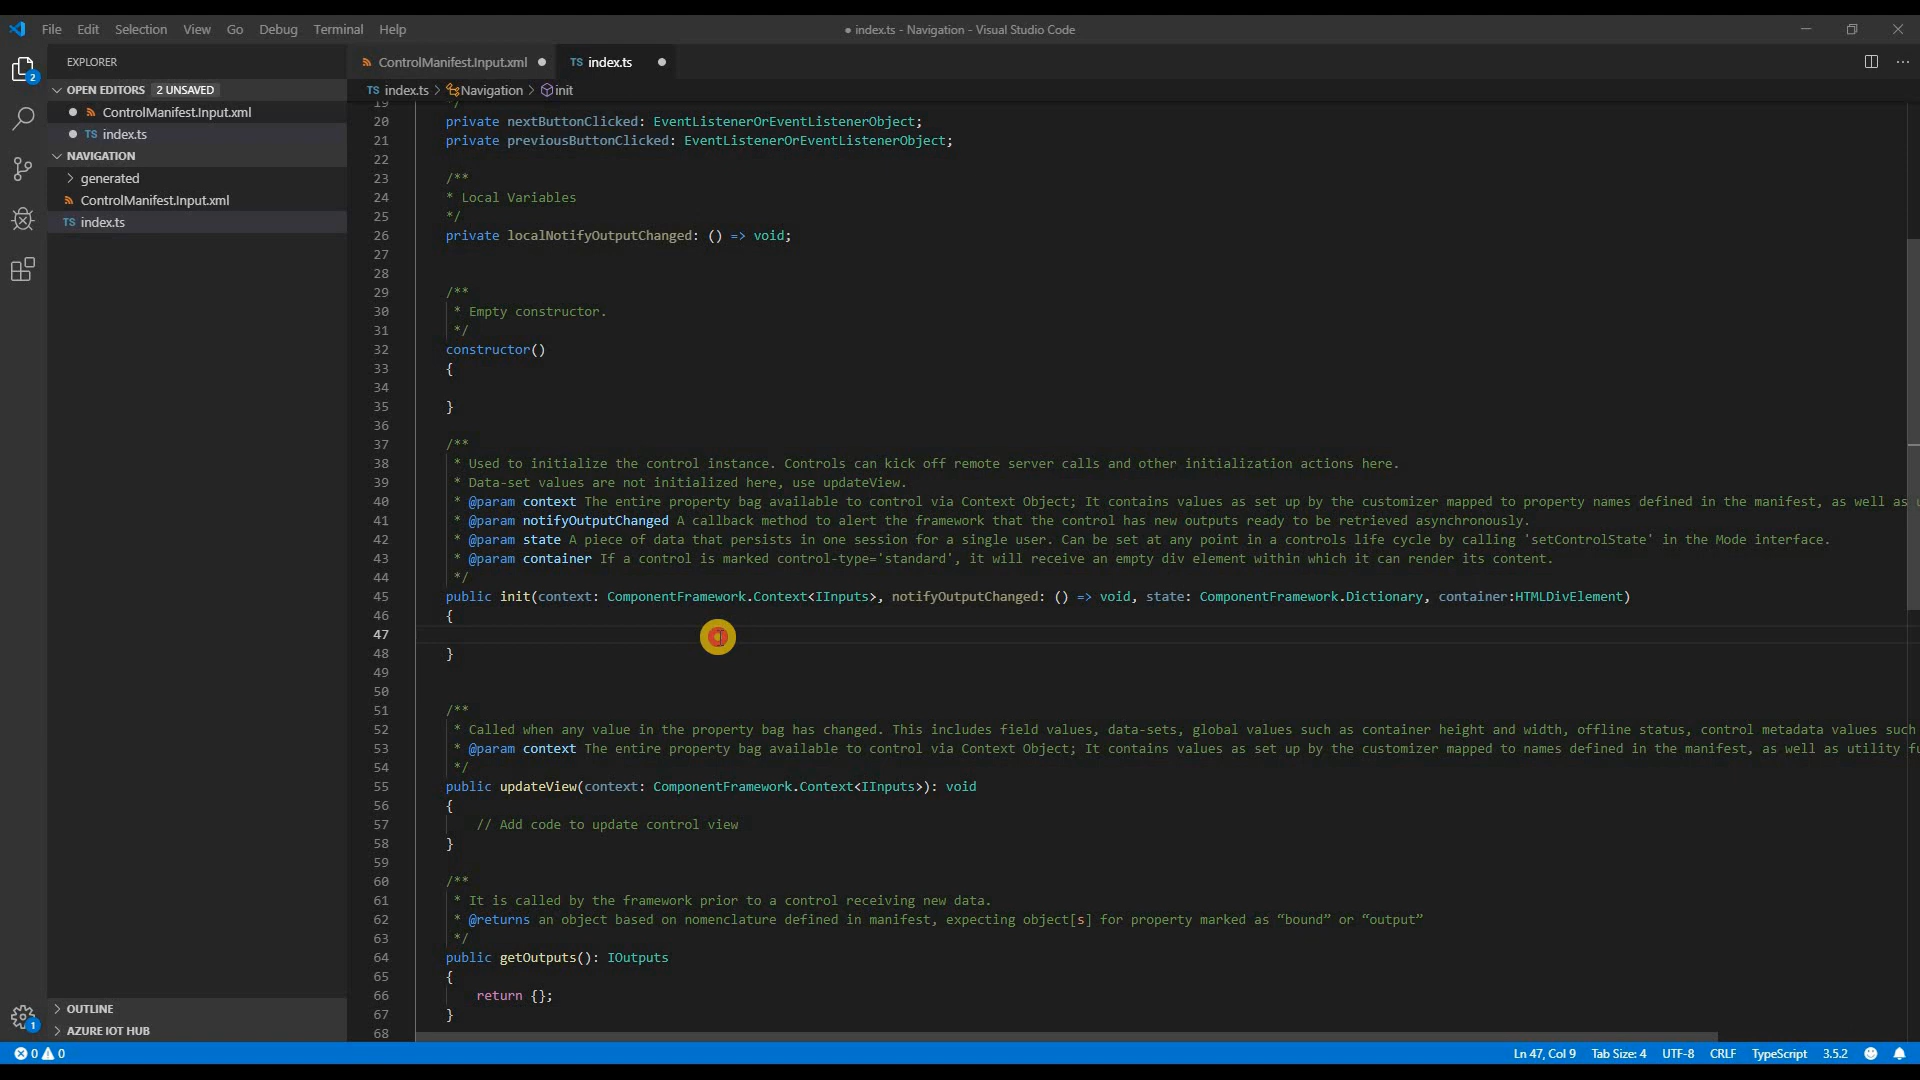 File Edit Selection View Go Debug Terminal Help
● index.ts - Navigation - Visual Studio Code
EXPLORER
ControlManifest.Input.xml
TS index.ts
OPEN EDITORS 2 UNSAVED
TS index.ts > Navigation > init
ControlManifest.Input.xml
TS index.ts
NAVIGATION
generated
ControlManifest.Input.xml
TS index.ts
2
19 */
20 private nextButtonClicked: EventListenerOrEventListenerObject;
21 private previousButtonClicked: EventListenerOrEventListenerObject;
22
23 /**
24 * Local Variables
25 */
26 private localNotifyOutputChanged: () => void;
27
28
29 /**
30 * Empty constructor.
31 */
32 constructor()
33 {
34
35 }
36
37 /**
38 * Used to initialize the control instance. Controls can kick off remote server calls and other initialization actions here.
39 * Data-set values are not initialized here, use updateView.
40 * @param context The entire property bag available to control via Context Object; It contains values as set up by the customizer mapped to property names defined in the manifest, as well as u
41 * @param notifyOutputChanged A callback method to alert the framework that the control has new outputs ready to be retrieved asynchronously.
42 * @param state A piece of data that persists in one session for a single user. Can be set at any point in a controls life cycle by calling 'setControlState' in the Mode interface.
43 * @param container If a control is marked control-type='standard', it will receive an empty div element within which it can render its content.
44 */
45 public init(context: ComponentFramework.Context<IInputs>, notifyOutputChanged: () => void, state: ComponentFramework.Dictionary, container:HTMLDivElement)
46 {
47
48 }
49
50
51 /**
52 * Called when any value in the property bag has changed. This includes field values, data-sets, global values such as container height and width, offline status, control metadata values such
53 * @param context The entire property bag available to control via Context Object; It contains values as set up by the customizer mapped to names defined in the manifest, as well as utility fu
54 */
55 public updateView(context: ComponentFramework.Context<IInputs>): void
56 {
57 // Add code to update control view
58 }
59
60 /**
61 * It is called by the framework prior to a control receiving new data.
62 * @returns an object based on nomenclature defined in manifest, expecting object[s] for property marked as “bound” or “output”
63 */
64 public getOutputs(): IOutputs
65 {
66 return {};
67 }
68
OUTLINE
AZURE IOT HUB
1
0 0
Ln 47, Col 9 Tab Size: 4 UTF-8 CRLF TypeScript 3.5.2